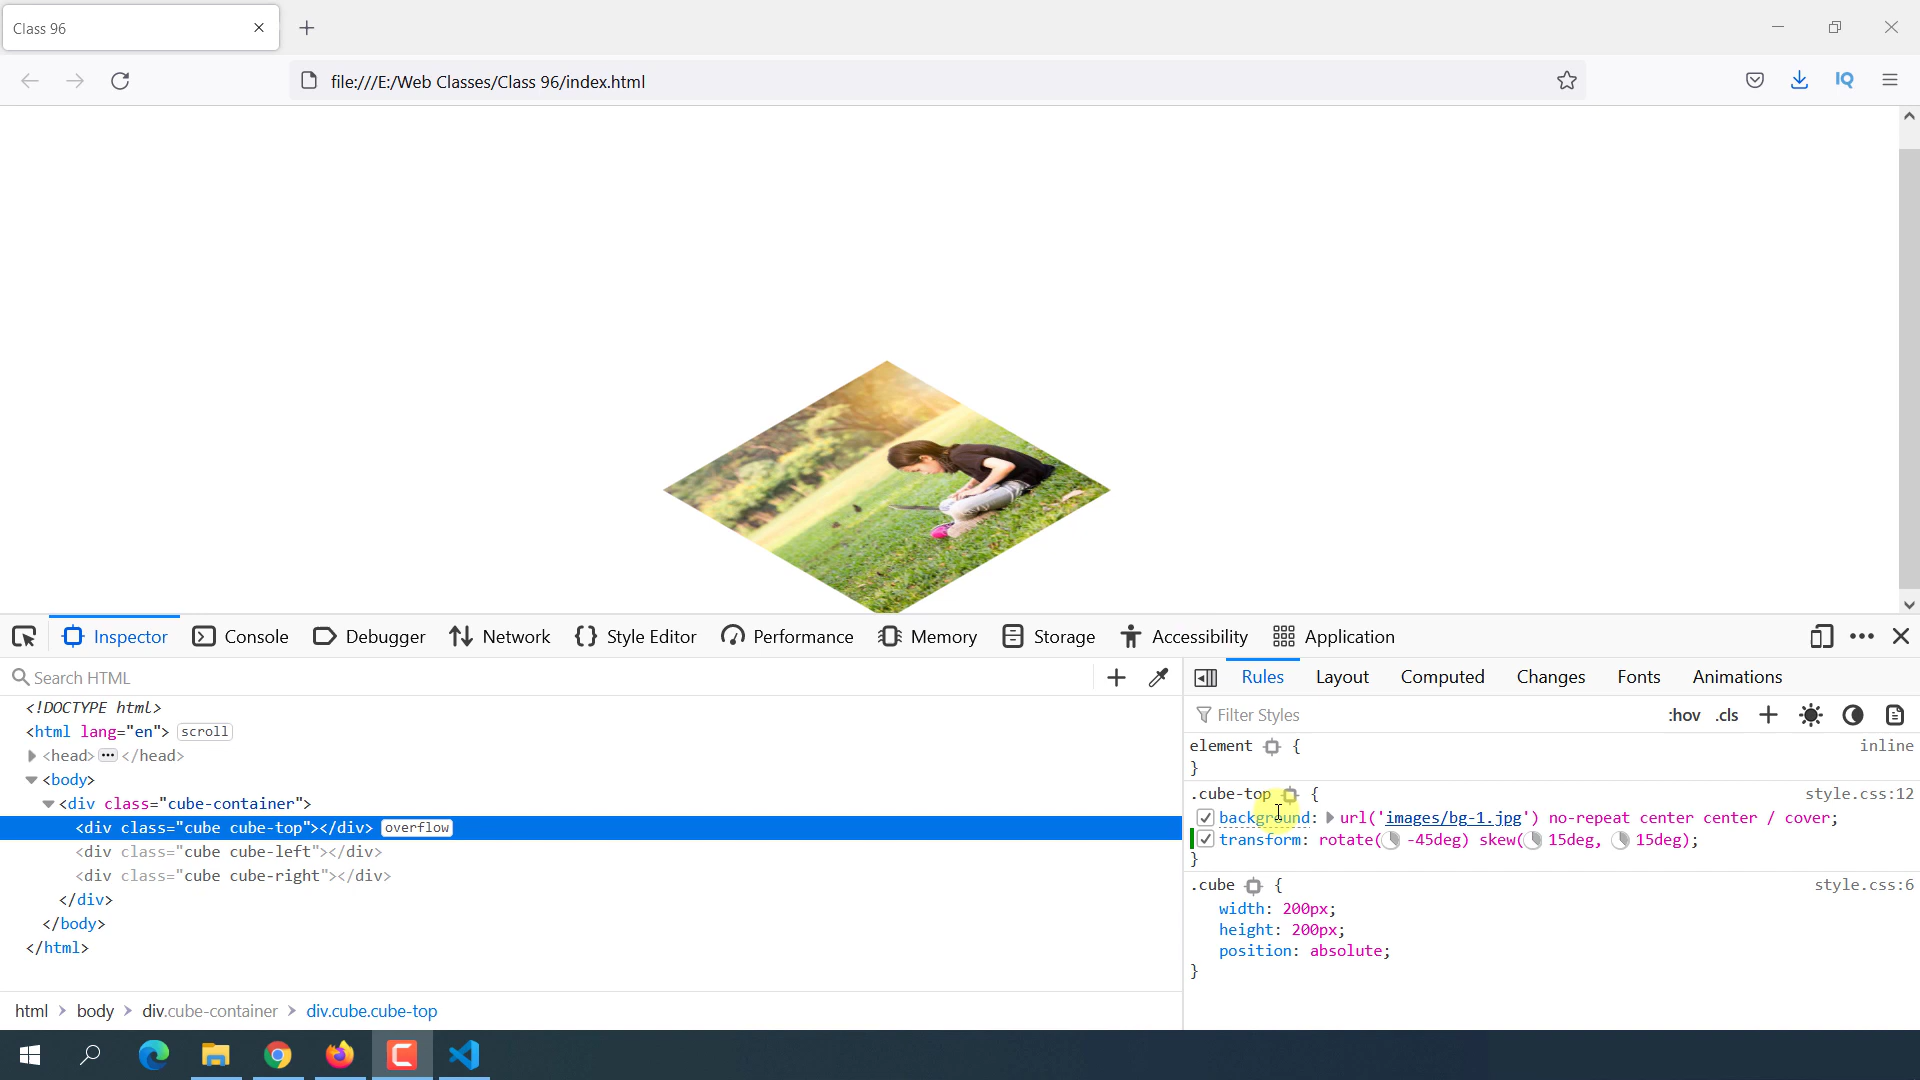 Class 96
file:///E:/Web Classes/Class 96/index.html
IQ
Inspector Console Debugger Network Style Editor Performance Memory Storage Accessibility Application
Search HTML
Rules Layout Computed Changes Fonts Animations
Filter Styles :hov .cls
<!DOCTYPE html>
<html lang="en"> scroll
<head> ••• </head>
<body>
<div class="cube-container">
<div class="cube cube-top"></div> overflow
<div class="cube cube-left"></div>
<div class="cube cube-right"></div>
</div>
</body>
</html>
element { inline
}
.cube-top { style.css:12
background: url('images/bg-1.jpg') no-repeat center center / cover;
transform: rotate( -45deg) skew( 15deg, 15deg);
}
.cube { style.css:6
width: 200px;
height: 200px;
position: absolute;
}
html > body > div.cube-container > div.cube.cube-top